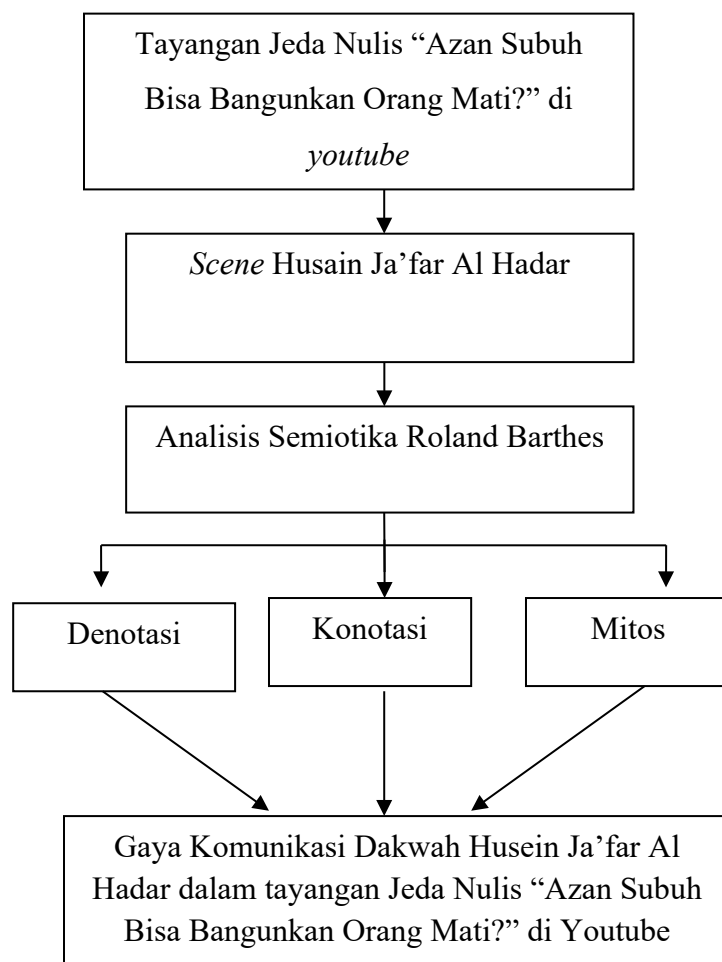 Tayangan Jeda Nulis “Azan Subuh
Bisa Bangunkan Orang Mati?” di
youtube
Scene Husain Ja’far Al Hadar
Analisis Semiotika Roland Barthes
Denotasi
Konotasi
Mitos
Gaya Komunikasi Dakwah Husein Ja’far Al
Hadar dalam tayangan Jeda Nulis “Azan Subuh
Bisa Bangunkan Orang Mati?” di Youtube